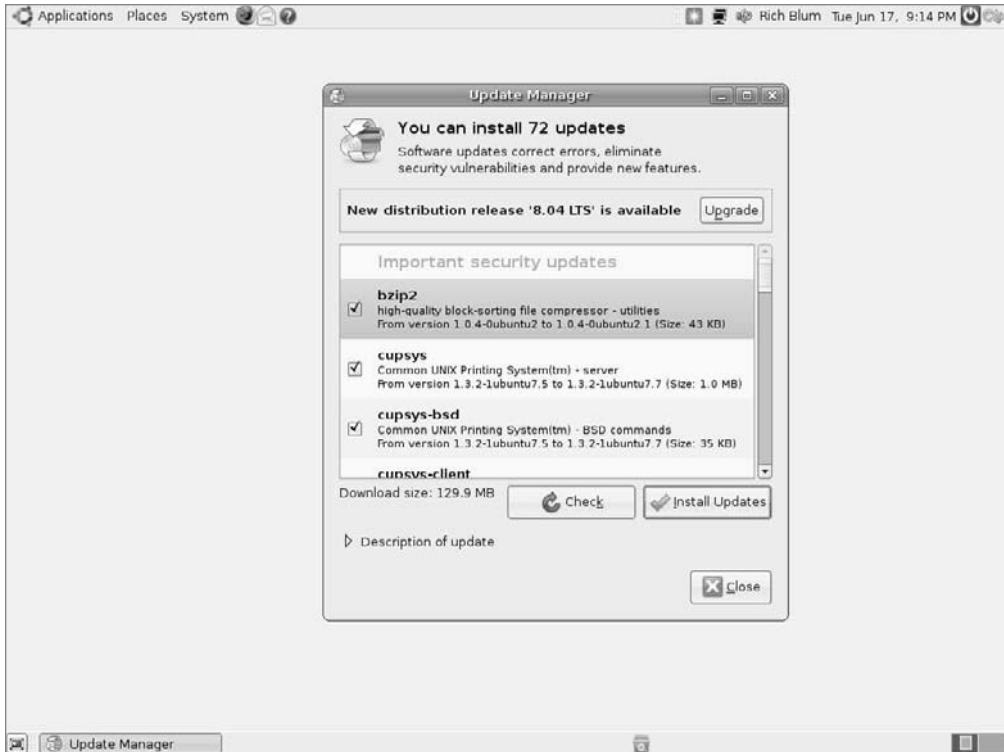 Applications Places System Rich Blum Tue Jun 17, 9:14 PM
Update Manager
You can install 72 updates
Software updates correct errors, eliminate
security vulnerabilities and provide new features.
New distribution release '8.04 LTS' is available Upgrade
Important security updates
bzip2
high-quality block-sorting file compressor - utilities
From version 1.0.4-0ubuntu2 to 1.0.4-0ubuntu2.1 (Size: 43 KB)
cupsys
Common UNIX Printing System(tm) - server
From version 1.3.2-1ubuntu7.5 to 1.3.2-1ubuntu7.7 (Size: 1.0 MB)
cupsys-bsd
Common UNIX Printing System(tm) - BSD commands
From version 1.3.2-1ubuntu7.5 to 1.3.2-1ubuntu7.7 (Size: 35 KB)
cupsys-client
Download size: 129.9 MB Check Install Updates
Description of update
Close
Update Manager